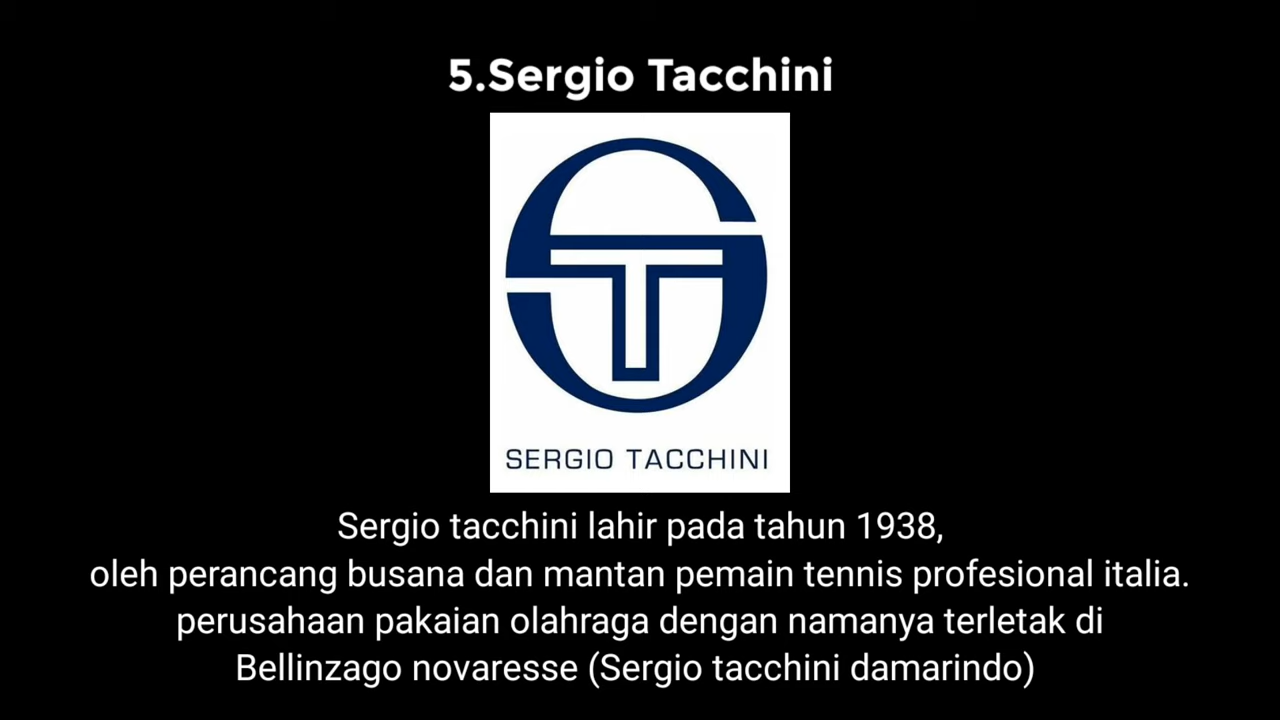 5.Sergio Tacchini
SERGIO TACCHINI
Sergio tacchini lahir pada tahun 1938,
oleh perancang busana dan mantan pemain tennis profesional italia.
perusahaan pakaian olahraga dengan namanya terletak di
Bellinzago novaresse (Sergio tacchini damarindo)